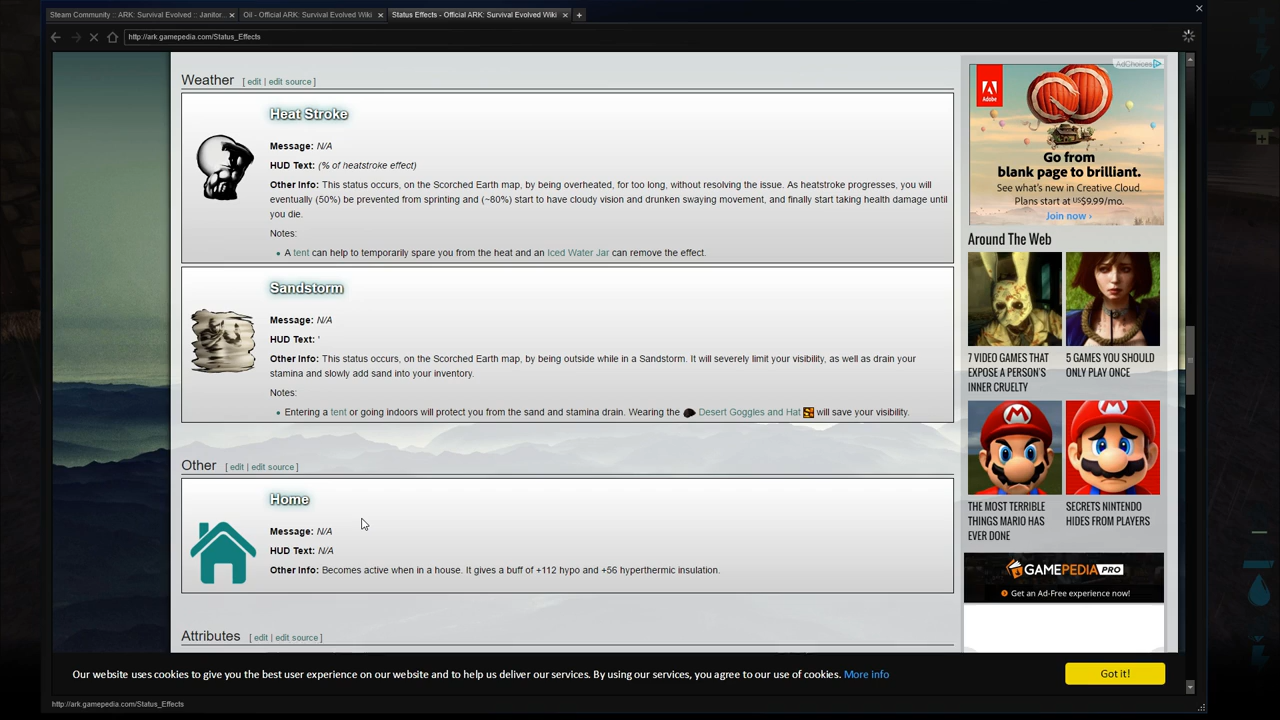 Steam Community :: ARK: Survival Evolved :: Janitor... × Oil - Official ARK: Survival Evolved Wiki × Status Effects - Official ARK: Survival Evolved Wiki × +
http://ark.gamepedia.com/Status_Effects
Weather [ edit | edit source ]
Heat Stroke
Message: N/A
HUD Text: (% of heatstroke effect)
Other Info: This status occurs, on the Scorched Earth map, by being overheated, for too long, without resolving the issue. As heatstroke progresses, you will
eventually (50%) be prevented from sprinting and (~80%) start to have cloudy vision and drunken swaying movement, and finally start taking health damage until
you die.
Notes:
• A tent can help to temporarily spare you from the heat and an Iced Water Jar can remove the effect.
Sandstorm
Message: N/A
HUD Text: '
Other Info: This status occurs, on the Scorched Earth map, by being outside while in a Sandstorm. It will severely limit your visibility, as well as drain your
stamina and slowly add sand into your inventory.
Notes:
• Entering a tent or going indoors will protect you from the sand and stamina drain. Wearing the Desert Goggles and Hat will save your visibility.
Other [ edit | edit source ]
Home
Message: N/A
HUD Text: N/A
Other Info: Becomes active when in a house. It gives a buff of +112 hypo and +56 hyperthermic insulation.
Attributes [ edit | edit source ]
AdChoices
Adobe
Go from
blank page to brilliant.
See what's new in Creative Cloud.
Plans start at US$9.99/mo.
Join now ›
Around The Web
7 VIDEO GAMES THAT
EXPOSE A PERSON'S
INNER CRUELTY
5 GAMES YOU SHOULD
ONLY PLAY ONCE
THE MOST TERRIBLE
THINGS MARIO HAS
EVER DONE
SECRETS NINTENDO
HIDES FROM PLAYERS
GAMEPEDIA PRO
Get an Ad-Free experience now!
Our website uses cookies to give you the best user experience on our website and to help us deliver our services. By using our services, you agree to our use of cookies. More info
Got it!
http://ark.gamepedia.com/Status_Effects